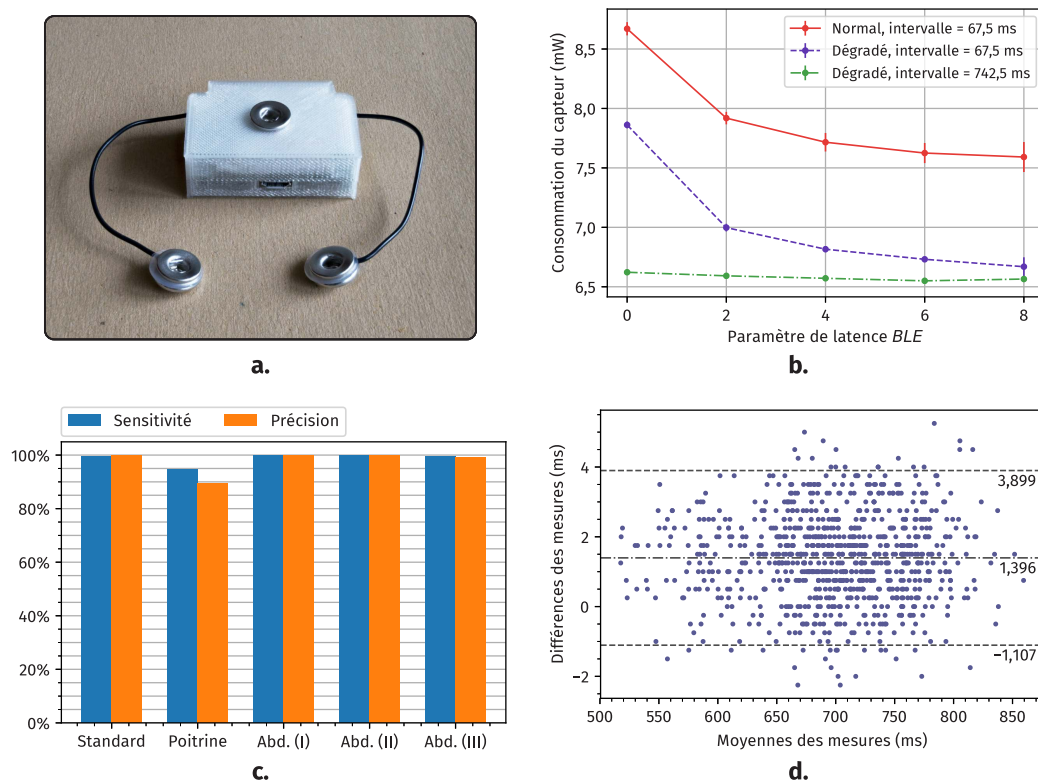 Normal, intervalle = 67,5 ms
Dégradé, intervalle = 67,5 ms
Dégradé, intervalle = 742,5 ms
Consommation du capteur (mW)
8,5
8,0
7,5
7,0
6,5
0 2 4 6 8
Paramètre de latence BLE
a.
b.
Sensitivité Précision
100%
80%
60%
40%
20%
0%
Standard Poitrine Abd. (I) Abd. (II) Abd. (III)
c.
Différences des mesures (ms)
4
2
0
−2
3,899
1,396
−1,107
500 550 600 650 700 750 800 850
Moyennes des mesures (ms)
d.